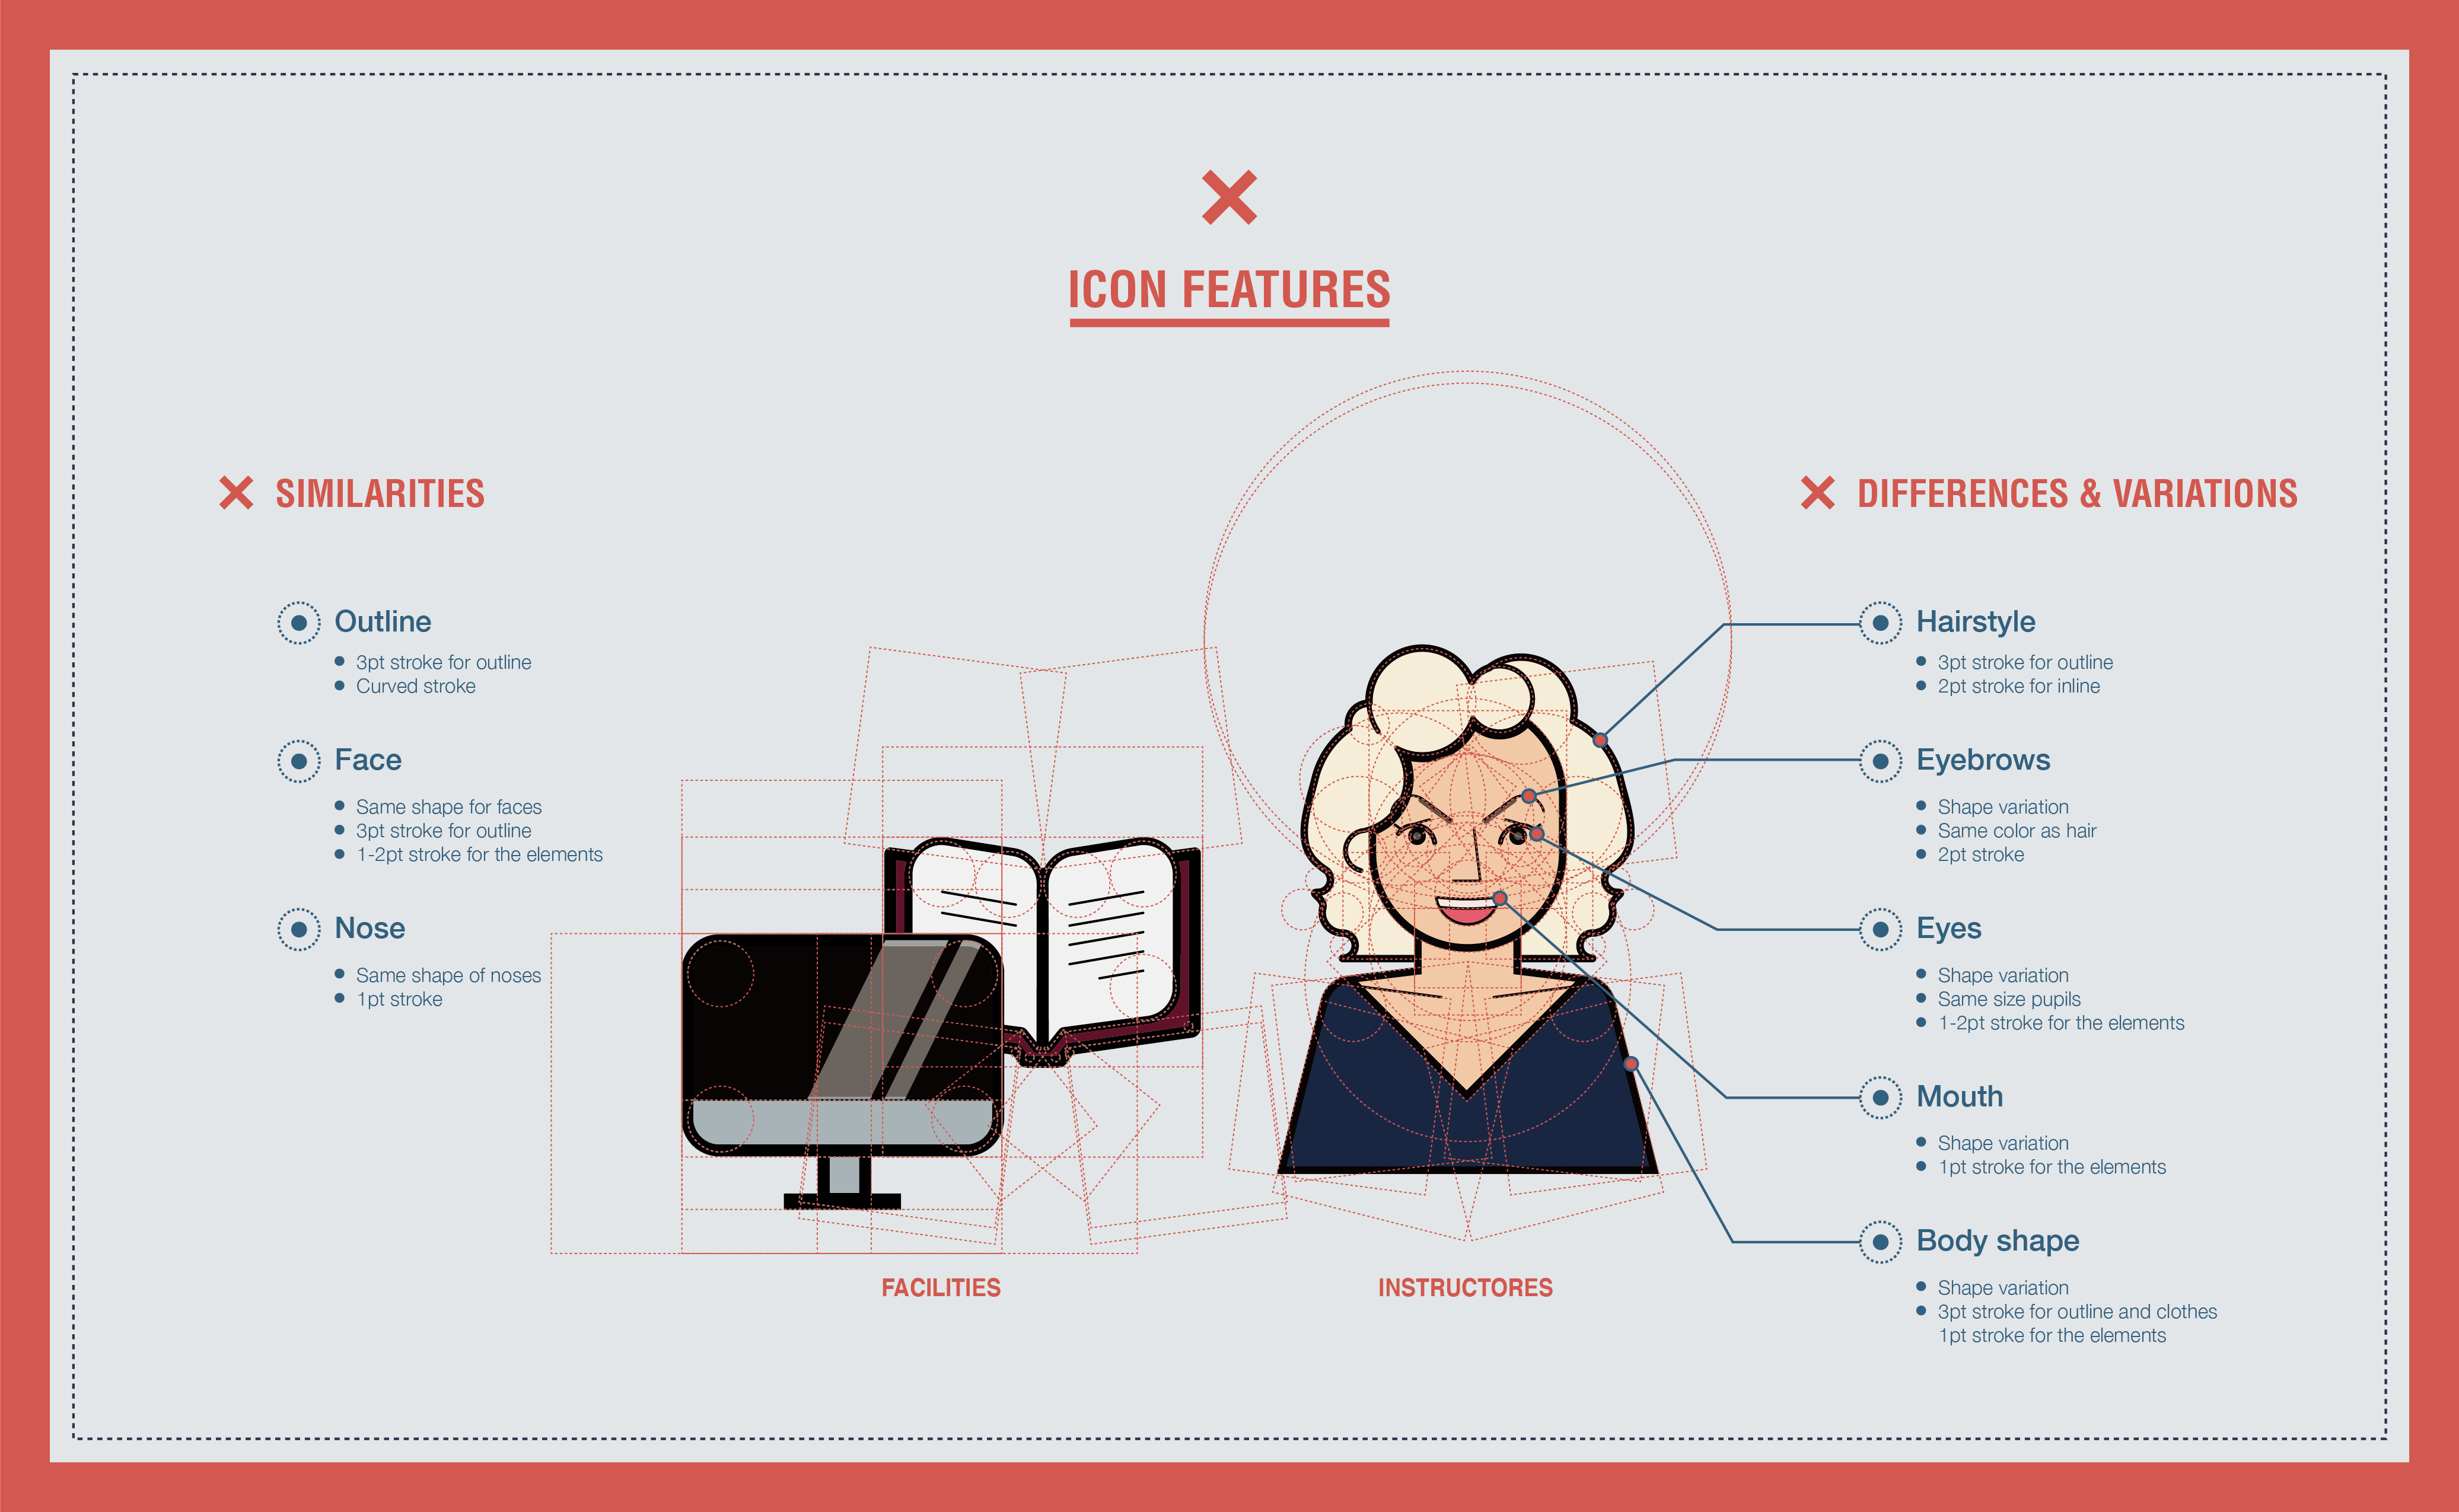 ICON FEATURES
SIMILARITIES
Outline
3pt stroke for outline
Curved stroke
Face
Same shape for faces
3pt stroke for outline
1-2pt stroke for the elements
Nose
Same shape of noses
1pt stroke
FACILITIES
INSTRUCTORES
DIFFERENCES & VARIATIONS
Hairstyle
3pt stroke for outline
2pt stroke for inline
Eyebrows
Shape variation
Same color as hair
2pt stroke
Eyes
Shape variation
Same size pupils
1-2pt stroke for the elements
Mouth
Shape variation
1pt stroke for the elements
Body shape
Shape variation
3pt stroke for outline and clothes
1pt stroke for the elements